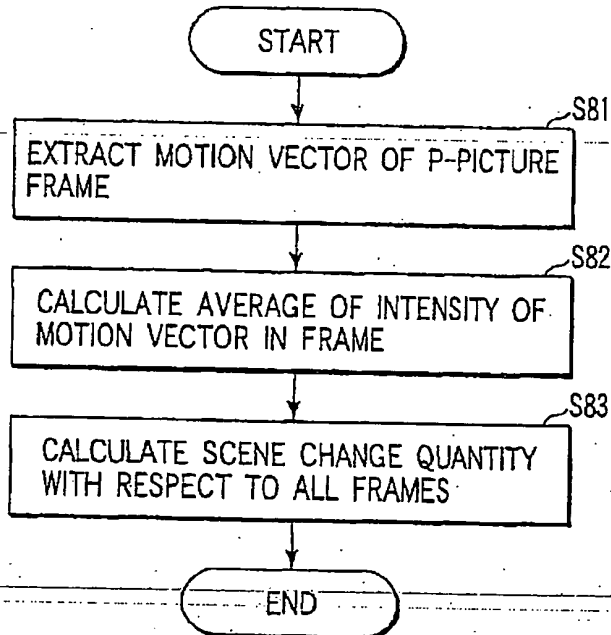 START
S81
EXTRACT MOTION VECTOR OF P-PICTURE
FRAME
S82
CALCULATE AVERAGE OF INTENSITY OF
MOTION VECTOR IN FRAME
S83
CALCULATE SCENE CHANGE QUANTITY
WITH RESPECT TO ALL FRAMES
END